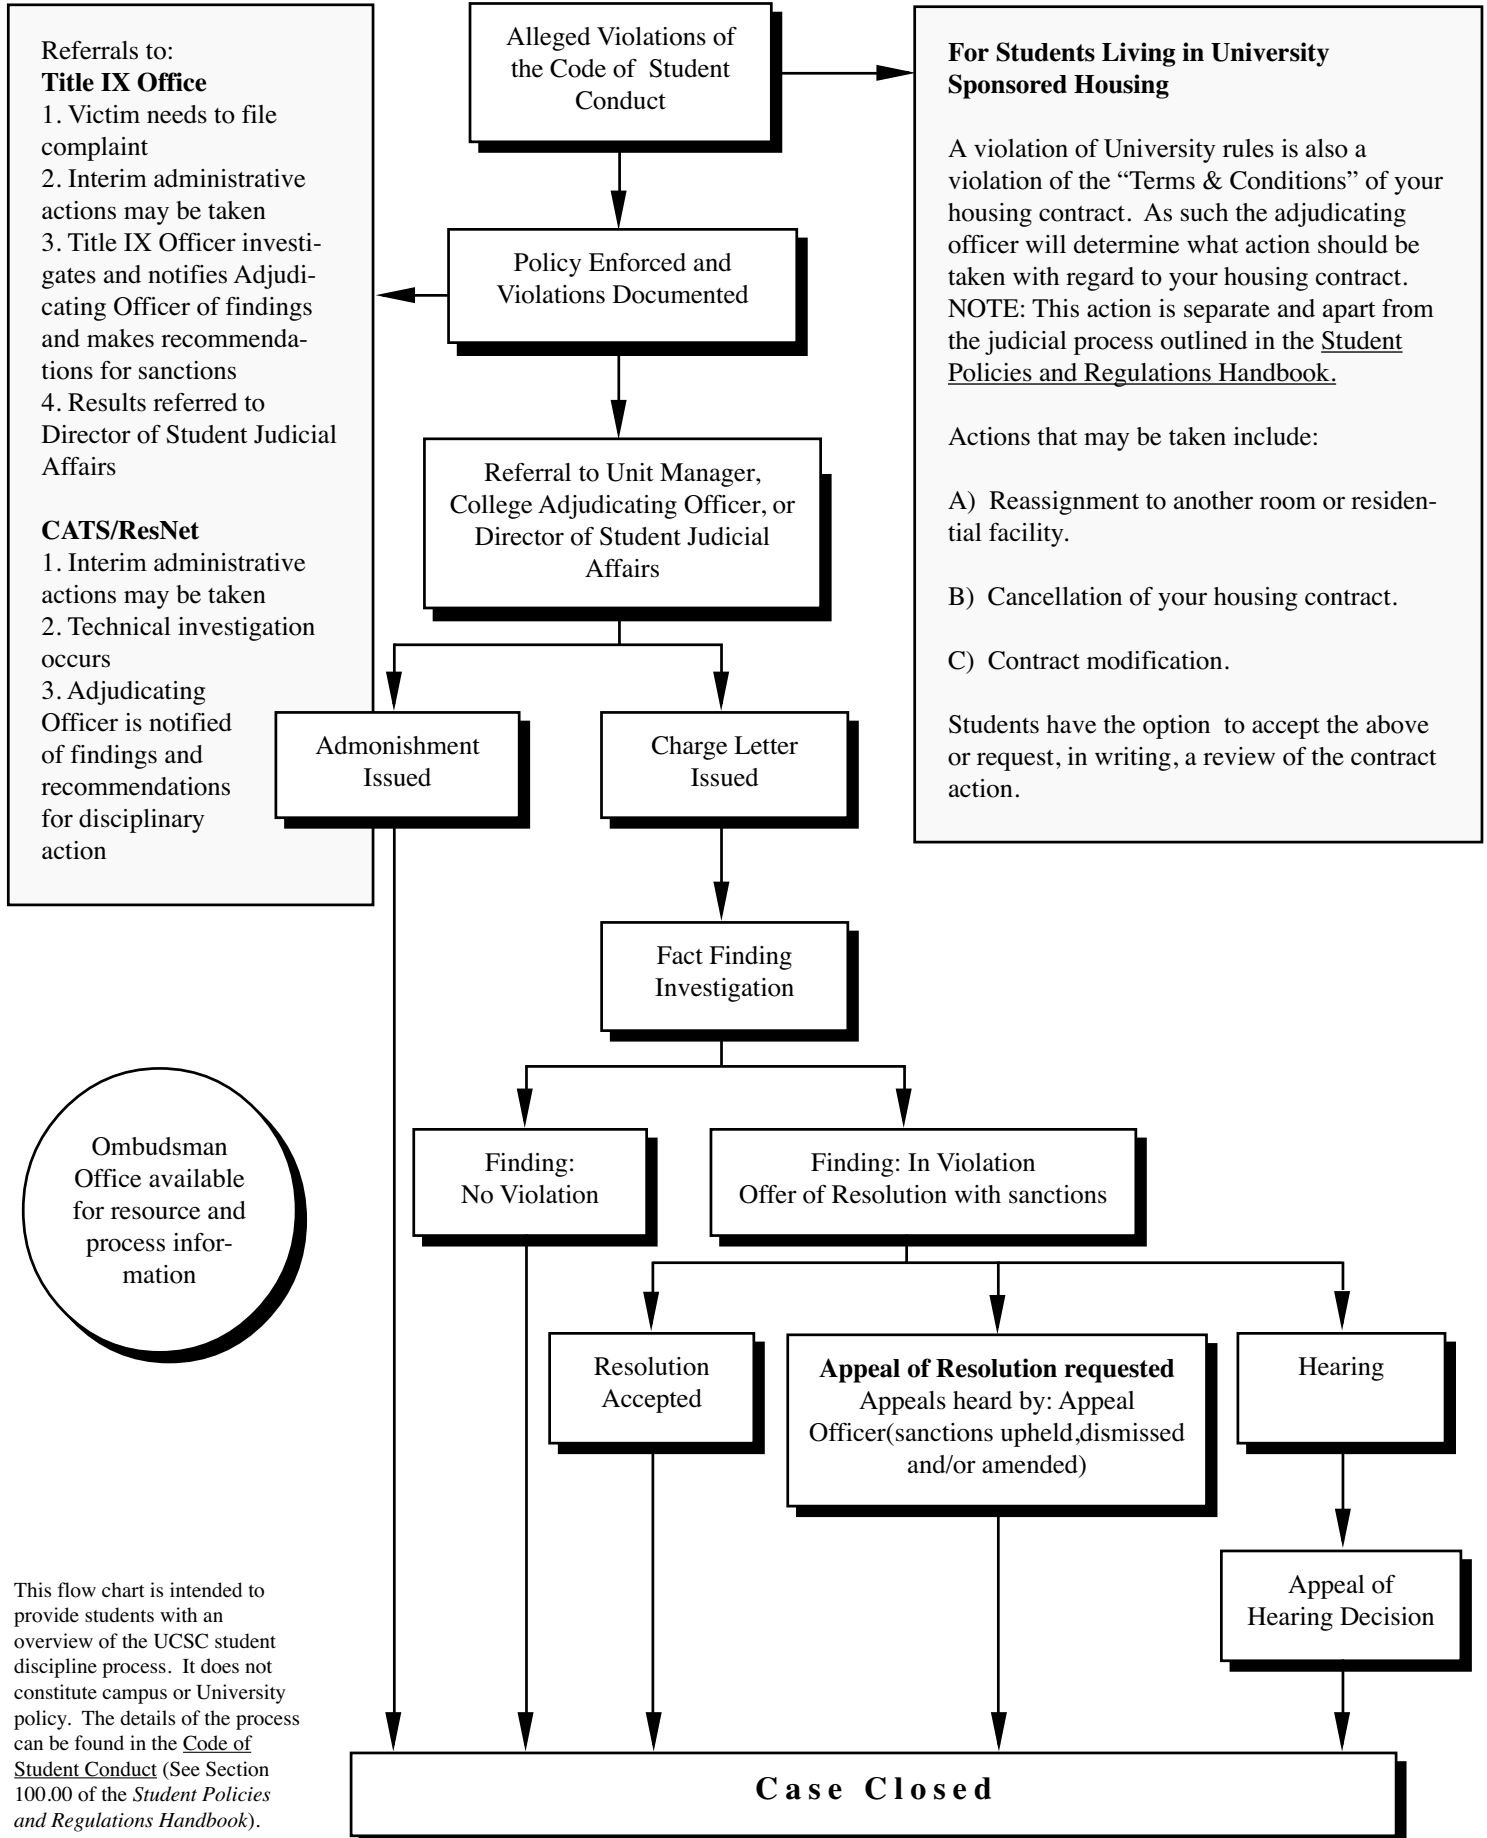 Referrals to:
Title IX Office
1. Victim needs to file
complaint
2. Interim administrative
actions may be taken
3. Title IX Officer investi-
gates and notifies Adjudi-
cating Officer of findings
and makes recommenda-
tions for sanctions
4. Results referred to
Director of Student Judicial
Affairs
CATS/ResNet
1. Interim administrative
actions may be taken
2. Technical investigation
occurs
3. Adjudicating
Officer is notified
of findings and
recommendations
for disciplinary
action
Alleged Violations of
the Code of Student
Conduct
Policy Enforced and
Violations Documented
Referral to Unit Manager,
College Adjudicating Officer, or
Director of Student Judicial
Affairs
For Students Living in University
Sponsored Housing
A violation of University rules is also a
violation of the “Terms & Conditions” of your
housing contract. As such the adjudicating
officer will determine what action should be
taken with regard to your housing contract.
NOTE: This action is separate and apart from
the judicial process outlined in the Student
Policies and Regulations Handbook.
Actions that may be taken include:
A) Reassignment to another room or residen-
tial facility.
B) Cancellation of your housing contract.
C) Contract modification.
Students have the option to accept the above
or request, in writing, a review of the contract
action.
Admonishment
Issued
Charge Letter
Issued
Fact Finding
Investigation
Ombudsman
Office available
for resource and
process infor-
mation
Finding:
No Violation
Finding: In Violation
Offer of Resolution with sanctions
Resolution
Accepted
Appeal of Resolution requested
Appeals heard by: Appeal
Officer(sanctions upheld,dismissed
and/or amended)
Hearing
Appeal of
Hearing Decision
This flow chart is intended to
provide students with an
overview of the UCSC student
discipline process. It does not
constitute campus or University
policy. The details of the process
can be found in the Code of
Student Conduct (See Section
100.00 of the Student Policies
and Regulations Handbook).
Case Closed